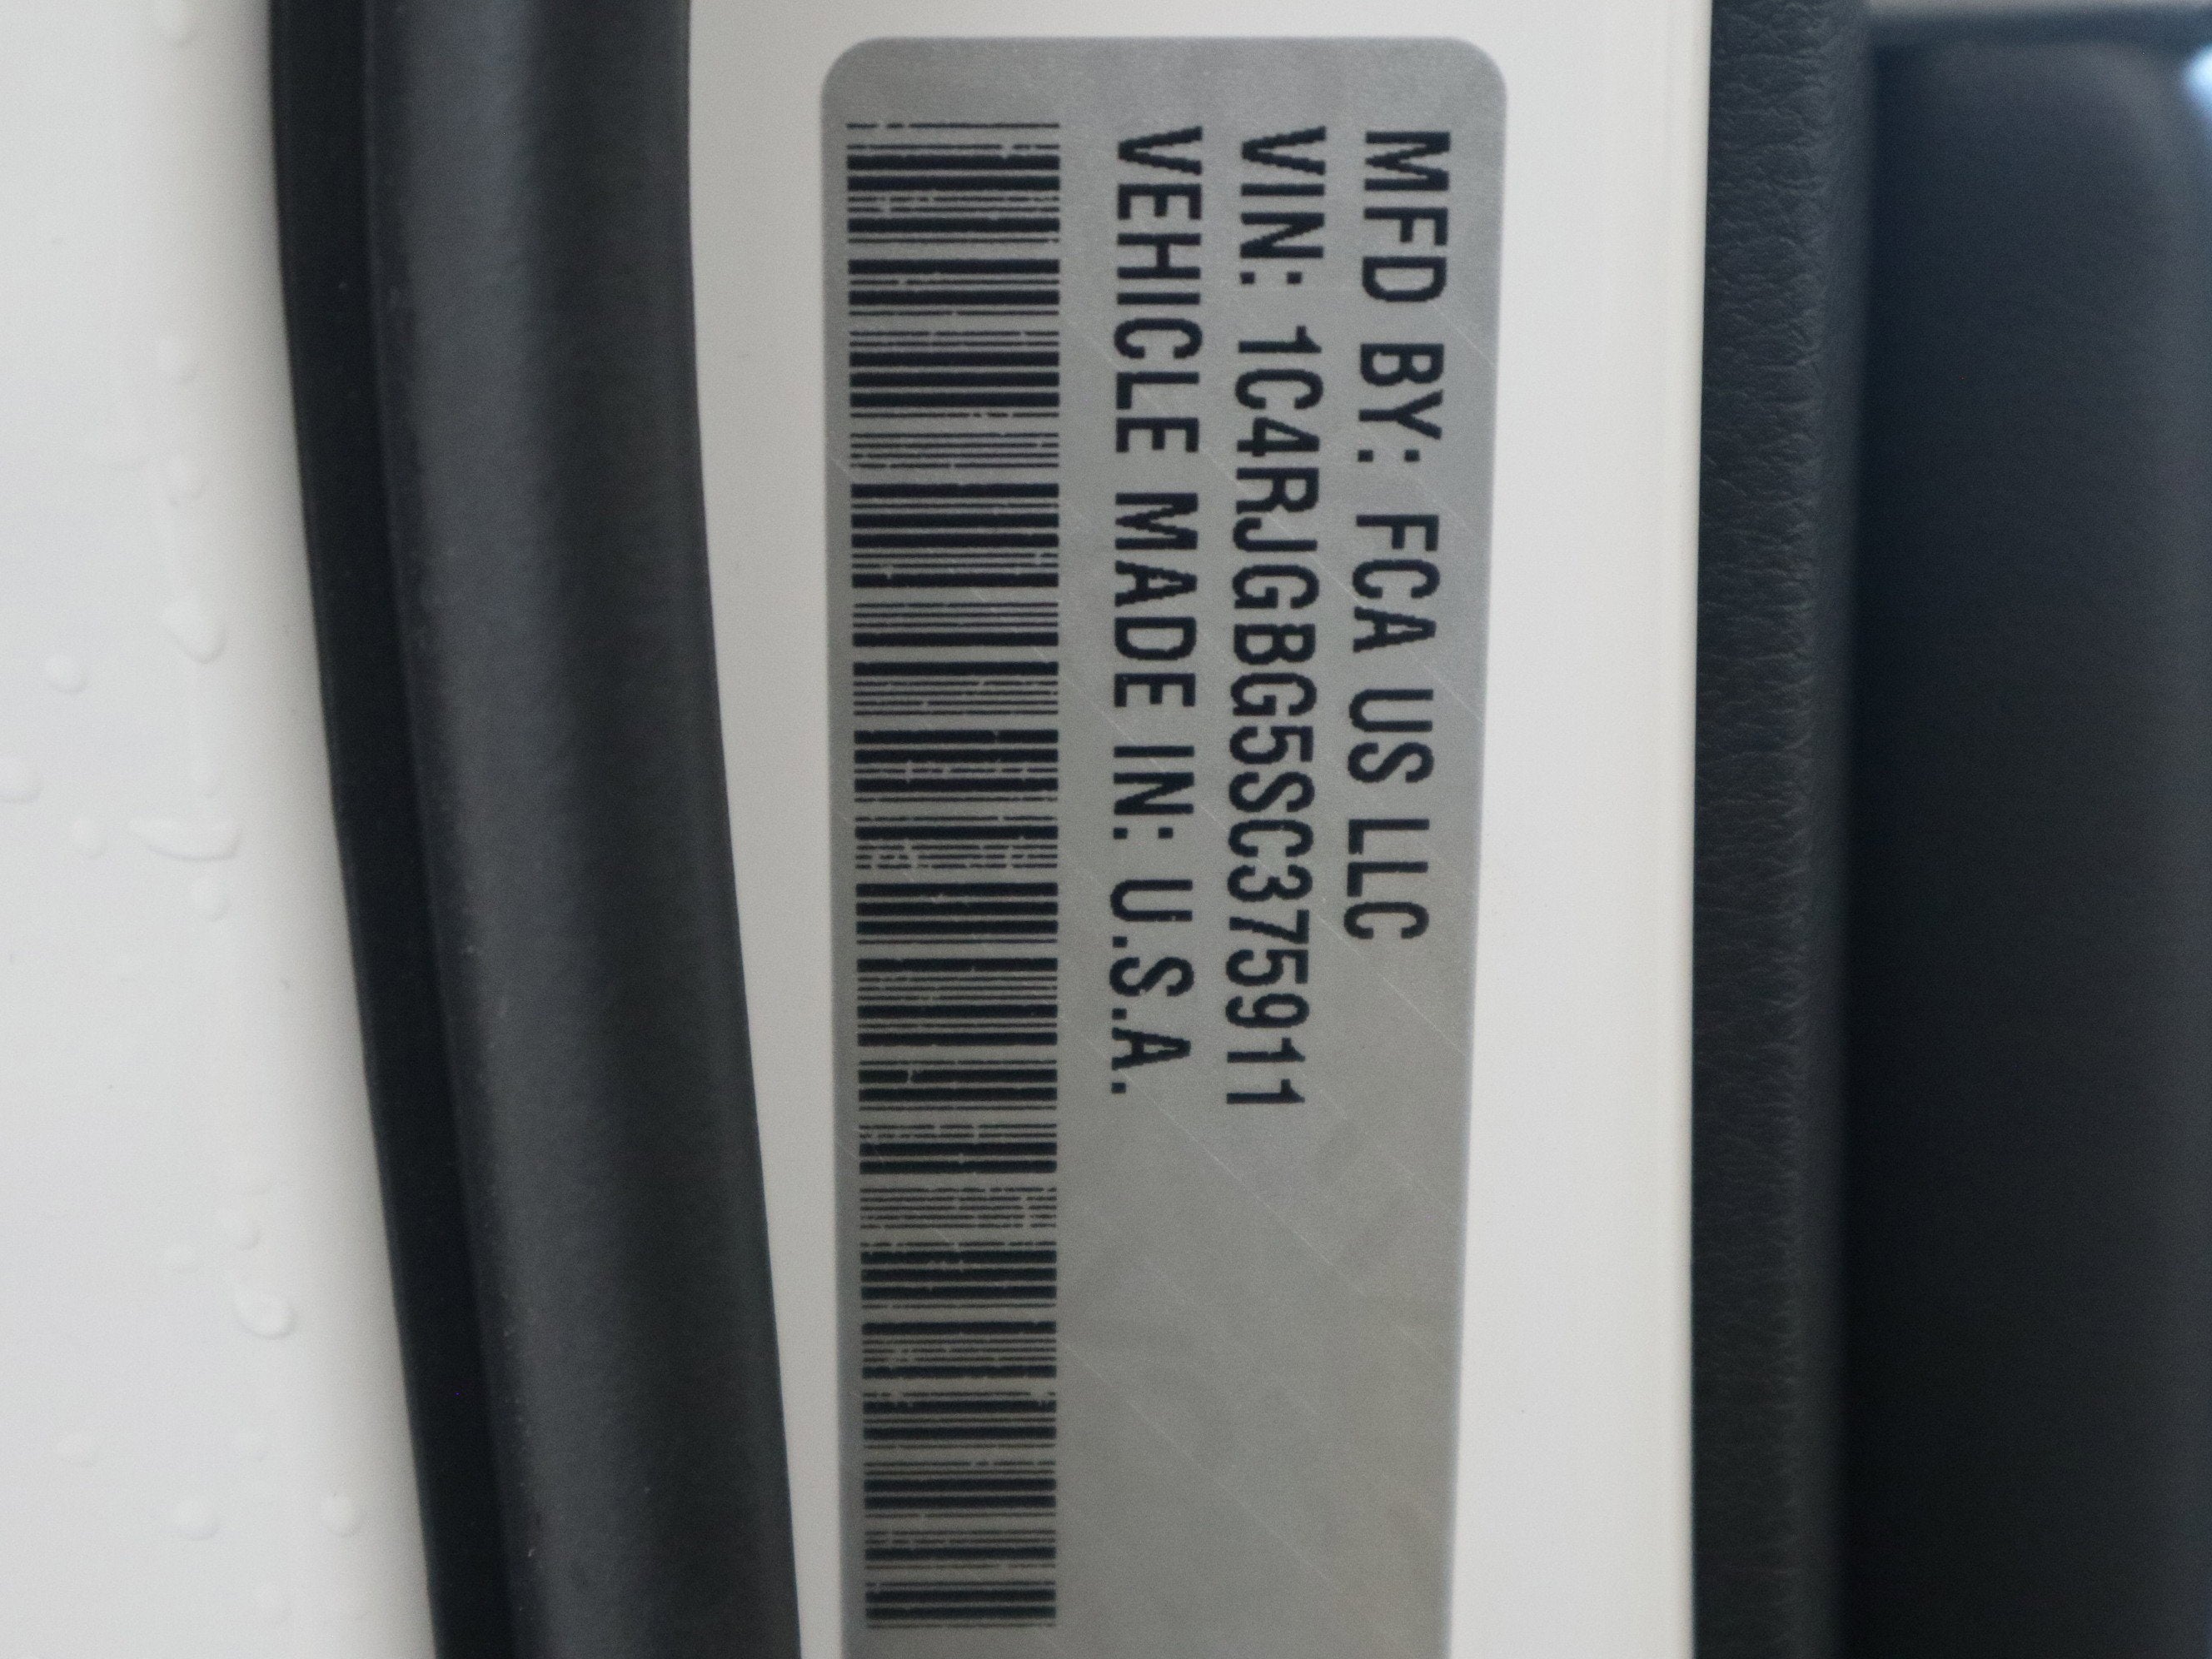 MFD BY: FCA US LLC
VIN: 1C4RJGBG5SC375911
VEHICLE MADE IN: U.S.A.